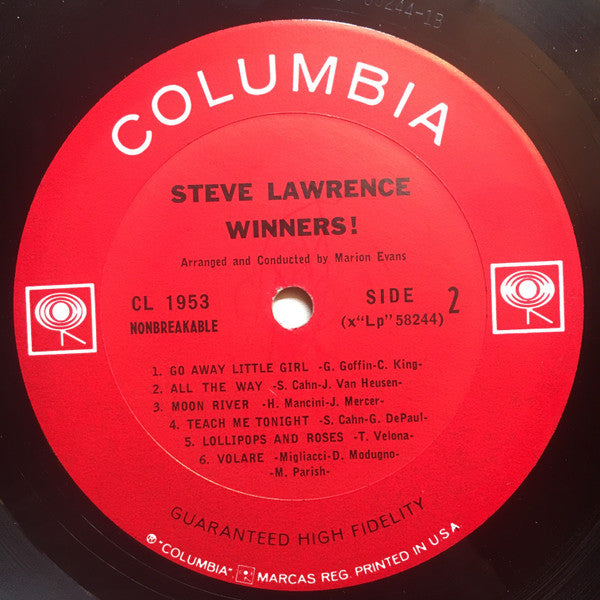 58244-1B
COLUMBIA
STEVE LAWRENCE
WINNERS!
Arranged and Conducted by Marion Evans
CL 1953
NONBREAKABLE
SIDE 2
(x"Lp" 58244)
1. GO AWAY LITTLE GIRL -G. Goffin-C. King-
2. ALL THE WAY -S. Cahn-J. Van Heusen-
3. MOON RIVER -H. Mancini-J. Mercer-
4. TEACH ME TONIGHT -S. Cahn-G. DePaul-
5. LOLLIPOPS AND ROSES -T. Velona-
6. VOLARE -Migliacci-D. Modugno-
-M. Parish-
GUARANTEED HIGH FIDELITY
® "COLUMBIA" MARCAS REG. PRINTED IN U.S.A.